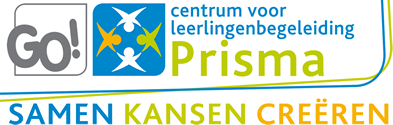 GO!
centrum voor
leerlingenbegeleiding
Prisma
SAMEN KANSEN CREËREN